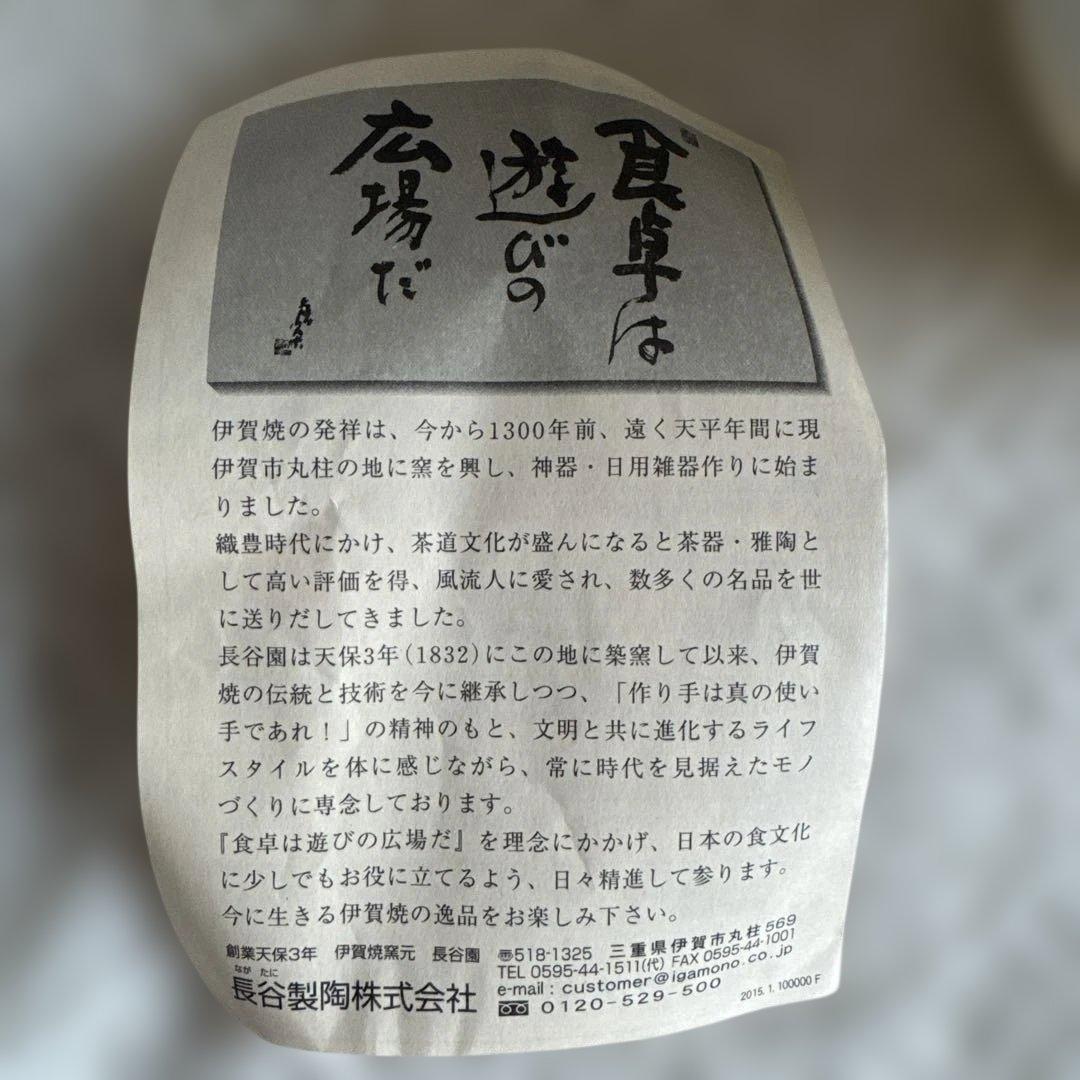 食卓は
遊びの
広場だ
伊賀焼の発祥は、今から1300年前、遠く天平年間に現
伊賀市丸柱の地に窯を興し、神器・日用雑器作りに始ま
りました。
織豊時代にかけ、茶道文化が盛んになると茶器・雅陶と
して高い評価を得、風流人に愛され、数多くの名品を世
に送りだしてきました。
長谷園は天保3年(1832)にこの地に築窯して以来、伊賀
焼の伝統と技術を今に継承しつつ、「作り手は真の使い
手であれ！」の精神のもと、文明と共に進化するライフ
スタイルを体に感じながら、常に時代を見据えたモノ
づくりに専念しております。
『食卓は遊びの広場だ』を理念にかかげ、日本の食文化
に少しでもお役に立てるよう、日々精進して参ります。
今に生きる伊賀焼の逸品をお楽しみ下さい。
創業天保3年　伊賀焼窯元　長谷園
なが たに
長谷製陶株式会社
〠518-1325　三重県伊賀市丸柱569
TEL 0595-44-1511(代) FAX 0595-44-1001
e-mail : customer@igamono.co.jp
0120-529-500
2015.1.100000 F